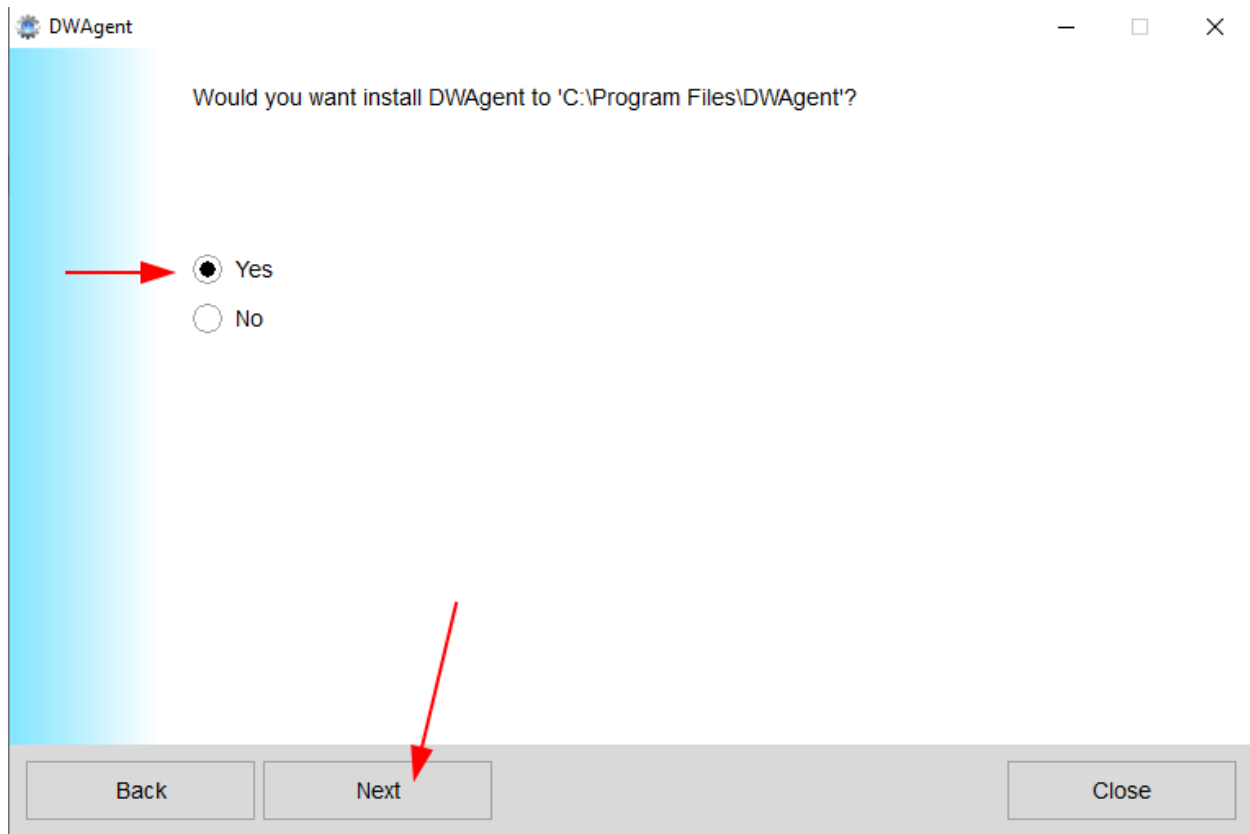 DWAgent
Would you want install DWAgent to 'C:\Program Files\DWAgent'?
Yes
No
Back Next Close